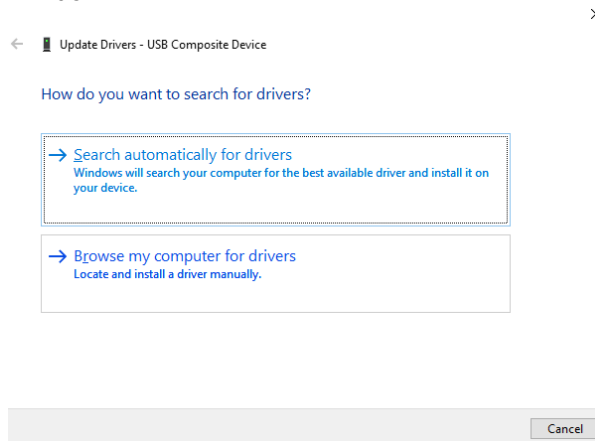 Update Drivers - USB Composite Device
How do you want to search for drivers?
Search automatically for drivers
Windows will search your computer for the best available driver and install it on
your device.
Browse my computer for drivers
Locate and install a driver manually.
Cancel